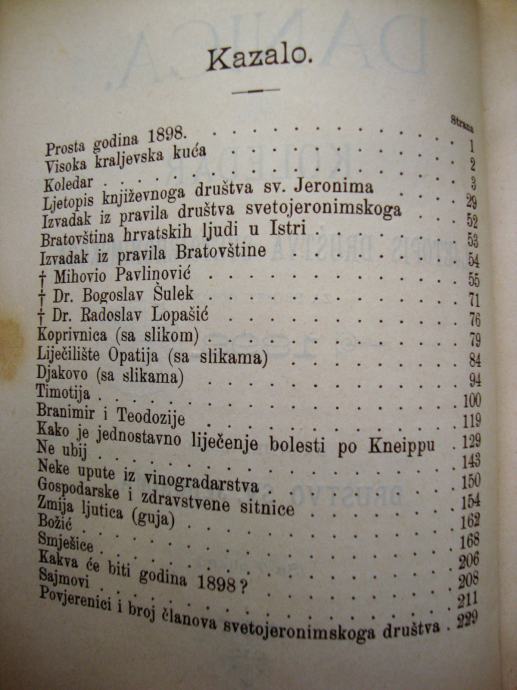 Kazalo.
Strana
Prosta godina 1898. . . . . . . . . . 1
Visoka kraljevska kuća . . . . . . . . . 2
Koledar . . . . . . . . . . . . 3
Ljetopis književnoga društva sv. Jeronima . . . . 29
Izvadak iz pravila društva svetojeronimskoga . . . 52
Bratovština hrvatskih ljudi u Istri . . . . . . 53
Izvadak iz pravila Bratovštine . . . . . . . 54
† Mihovio Pavlinović . . . . . . . . . 55
† Dr. Bogoslav Šulek . . . . . . . . . 71
† Dr. Radoslav Lopašić . . . . . . . . . 76
Koprivnica (sa slikom) . . . . . . . . . 79
Liječilište Opatija (sa slikama) . . . . . . . 84
Djakovo (sa slikama) . . . . . . . . . 94
Timotija . . . . . . . . . . . . 100
Branimir i Teodozije . . . . . . . . . 119
Kako je jednostavno liječenje bolesti po Kneippu . . 129
Ne ubij . . . . . . . . . . . . 143
Neke upute iz vinogradarstva . . . . . . . 150
Gospodarske i zdravstvene sitnice . . . . . . 154
Zmija ljutica (guja) . . . . . . . . . . 162
Božić . . . . . . . . . . . . . 168
Smješice . . . . . . . . . . . . 206
Kakva će biti godina 1898? . . . . . . . 208
Sajmovi . . . . . . . . . . . . 211
Povjerenici i broj članova svetojeronimskoga društva . 229